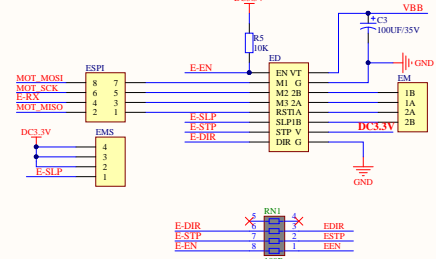 VBB
C3
100UF/35V
R5
10K
GND
ESPI
E-EN
ED
EM
MOT_MOSI 8 7
MOT_SCK 6 5
E-RX 4 3
MOT_MISO 2 1
EN VT
M1 G
M2 2B
M3 2A
RST1A
SLP1B
STP V
DIR G
1B
1A
2A
2B
E-SLP
E-STP
E-DIR
DC3.3V
DC3.3V
EMS
4
3
2
1
E-SLP
GND
RN1
5 4
E-DIR 6 3 EDIR
E-STP 7 2 ESTP
E-EN 8 1 EEN